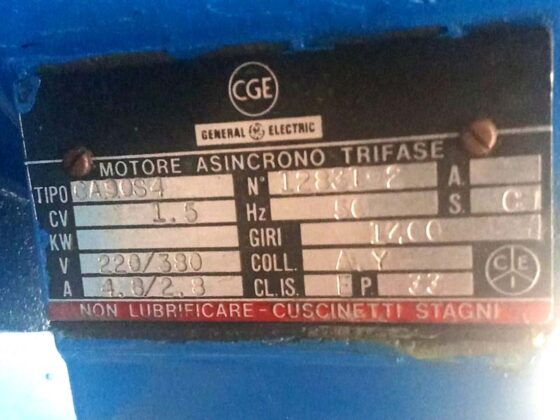 CGE
GENERAL GE ELECTRIC
MOTORE ASINCRONO TRIFASE
TIPO CA90S4 N° 12831-2 A.
CV 1.5 Hz 50 S. C1
KW GIRI 1400
V 220/380 COLL. Δ.Y CEI
A 4.8/2.8 CL.IS. E P. 33
NON LUBRIFICARE-CUSCINETTI STAGNI